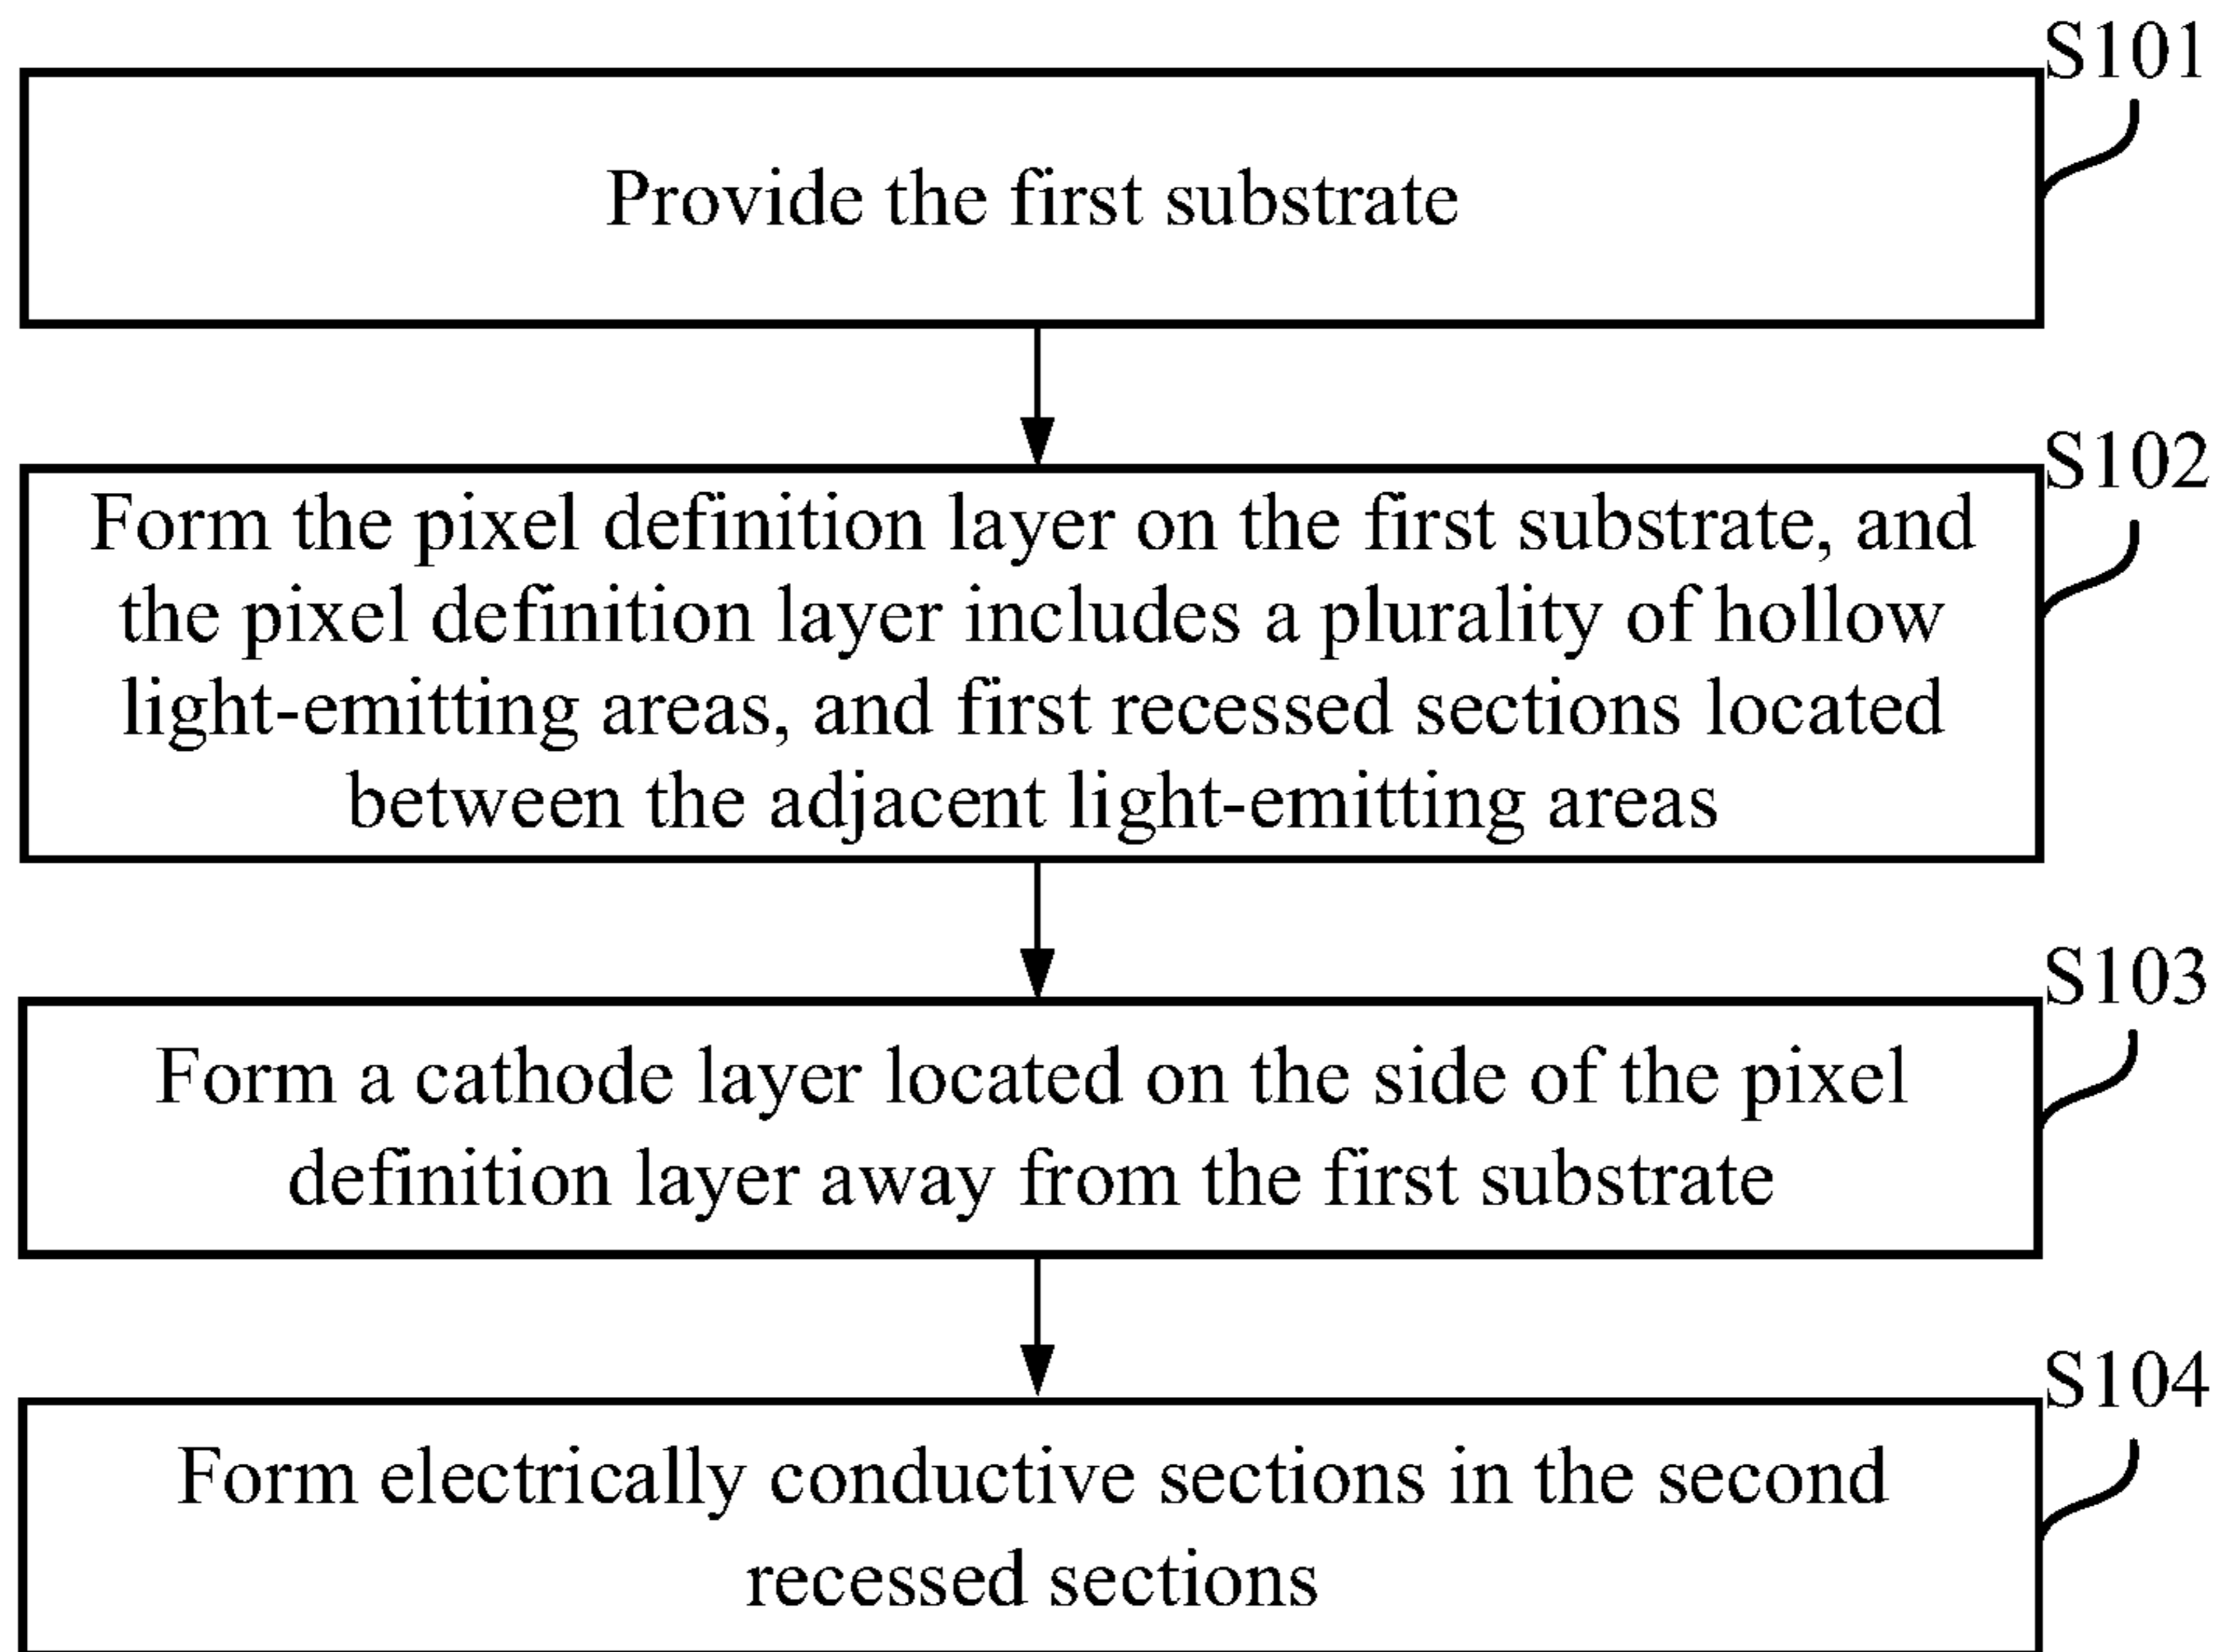 S101
Provide the first substrate
S102
Form the pixel definition layer on the first substrate, and
the pixel definition layer includes a plurality of hollow
light-emitting areas, and first recessed sections located
between the adjacent light-emitting areas
S103
Form a cathode layer located on the side of the pixel
definition layer away from the first substrate
S104
Form electrically conductive sections in the second
recessed sections